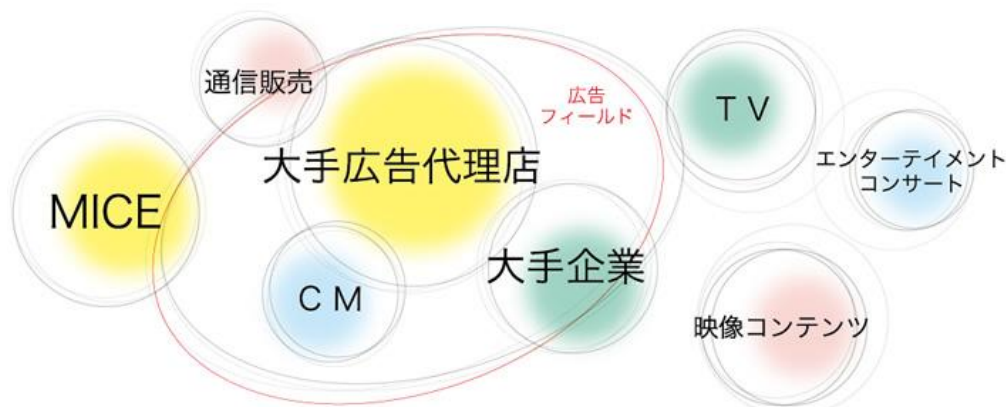 通信販売
広告
フィールド
TV
エンターテイメント
コンサート
大手広告代理店
MICE
大手企業
CM
映像コンテンツ